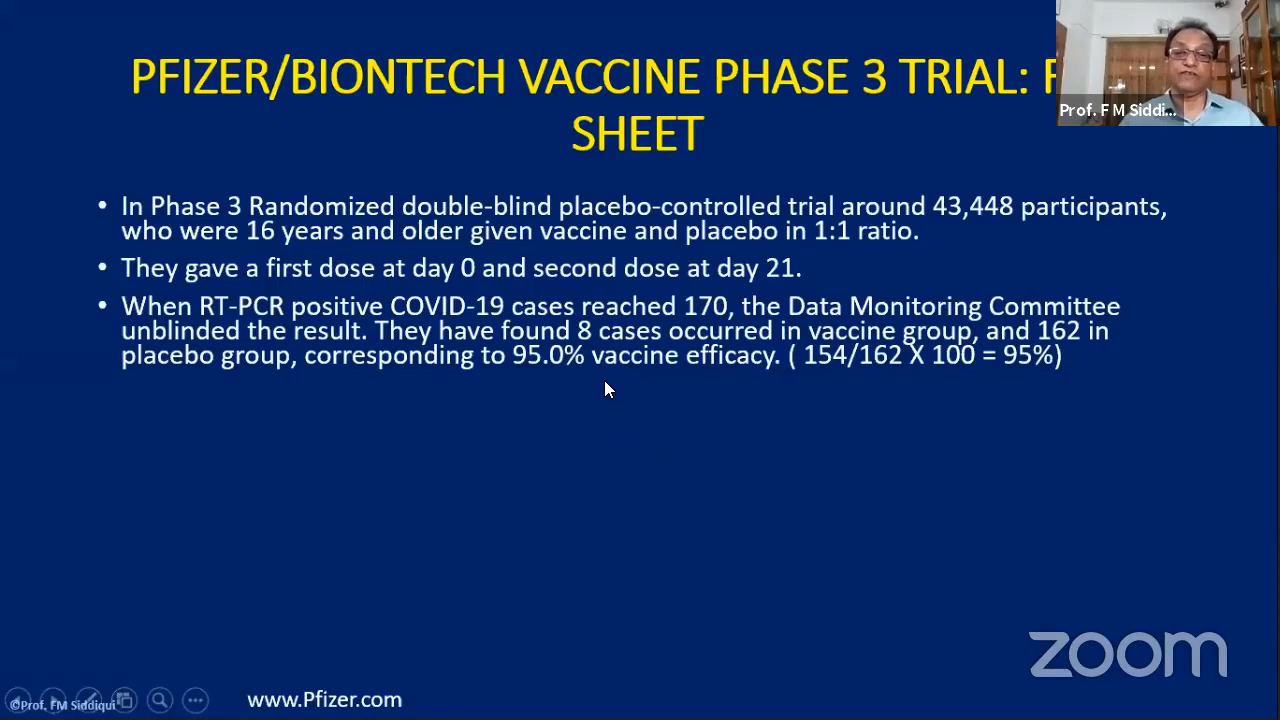 PFIZER/BIONTECH VACCINE PHASE 3 TRIAL:
SHEET
Prof. F M Siddi...
• In Phase 3 Randomized double-blind placebo-controlled trial around 43,448 participants,
who were 16 years and older given vaccine and placebo in 1:1 ratio.
• They gave a first dose at day 0 and second dose at day 21.
• When RT-PCR positive COVID-19 cases reached 170, the Data Monitoring Committee
unblinded the result. They have found 8 cases occurred in vaccine group, and 162 in
placebo group, corresponding to 95.0% vaccine efficacy. ( 154/162 X 100 = 95%)
zoom
©Prof. FM Siddiqui
www.Pfizer.com